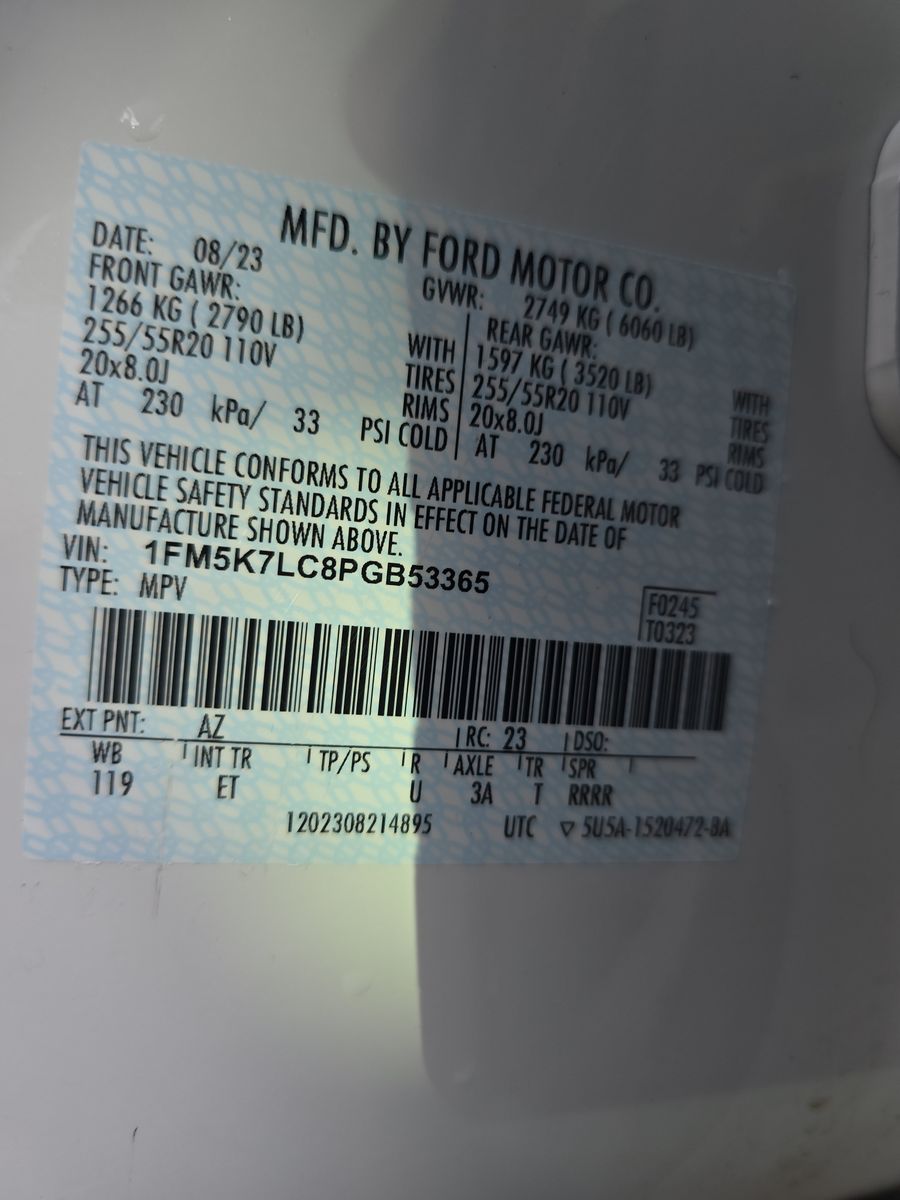 MFD. BY FORD MOTOR CO.
DATE: 08/23 GVWR: 2749 KG ( 6060 LB)
FRONT GAWR: REAR GAWR:
1266 KG ( 2790 LB) WITH 1597 KG ( 3520 LB) WITH
255/55R20 110V TIRES 255/55R20 110V TIRES
20x8.0J RIMS 20x8.0J RIMS
AT 230 kPa/ 33 PSI COLD AT 230 kPa/ 33 PSI COLD
THIS VEHICLE CONFORMS TO ALL APPLICABLE FEDERAL MOTOR
VEHICLE SAFETY STANDARDS IN EFFECT ON THE DATE OF
MANUFACTURE SHOWN ABOVE.
VIN: 1FM5K7LC8PGB53365
TYPE: MPV
F0245
T0323
EXT PNT: AZ RC: 23 DSO:
WB INT TR TP/PS R AXLE TR SPR
119 ET U 3A T RRRR
1202308214895 UTC ▽ 5U5A-1520472-BA